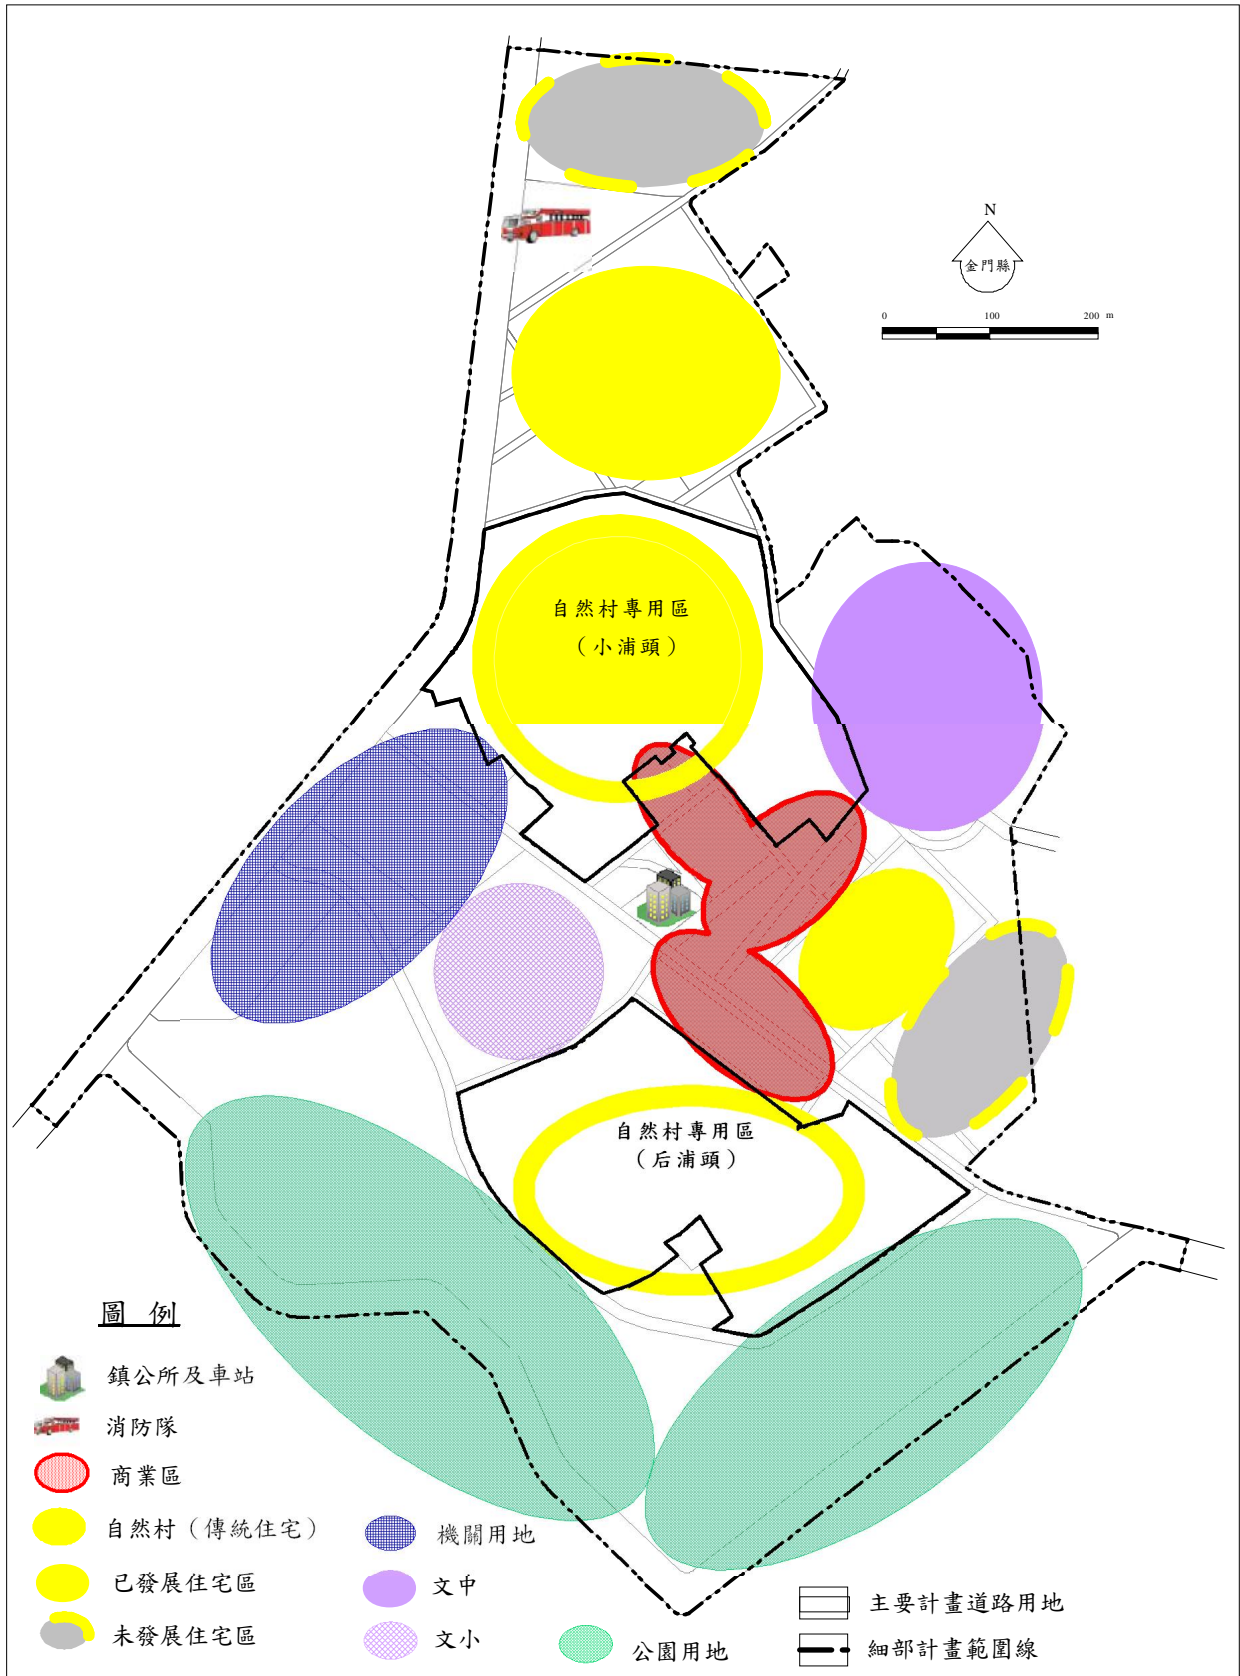 N
金門縣
0 100 200 m
自然村專用區
（小浦頭）
自然村專用區
（后浦頭）
圖 例
鎮公所及車站
消防隊
商業區
自然村（傳統住宅）
已發展住宅區
未發展住宅區
機關用地
文中
文小
公園用地
主要計畫道路用地
細部計畫範圍線